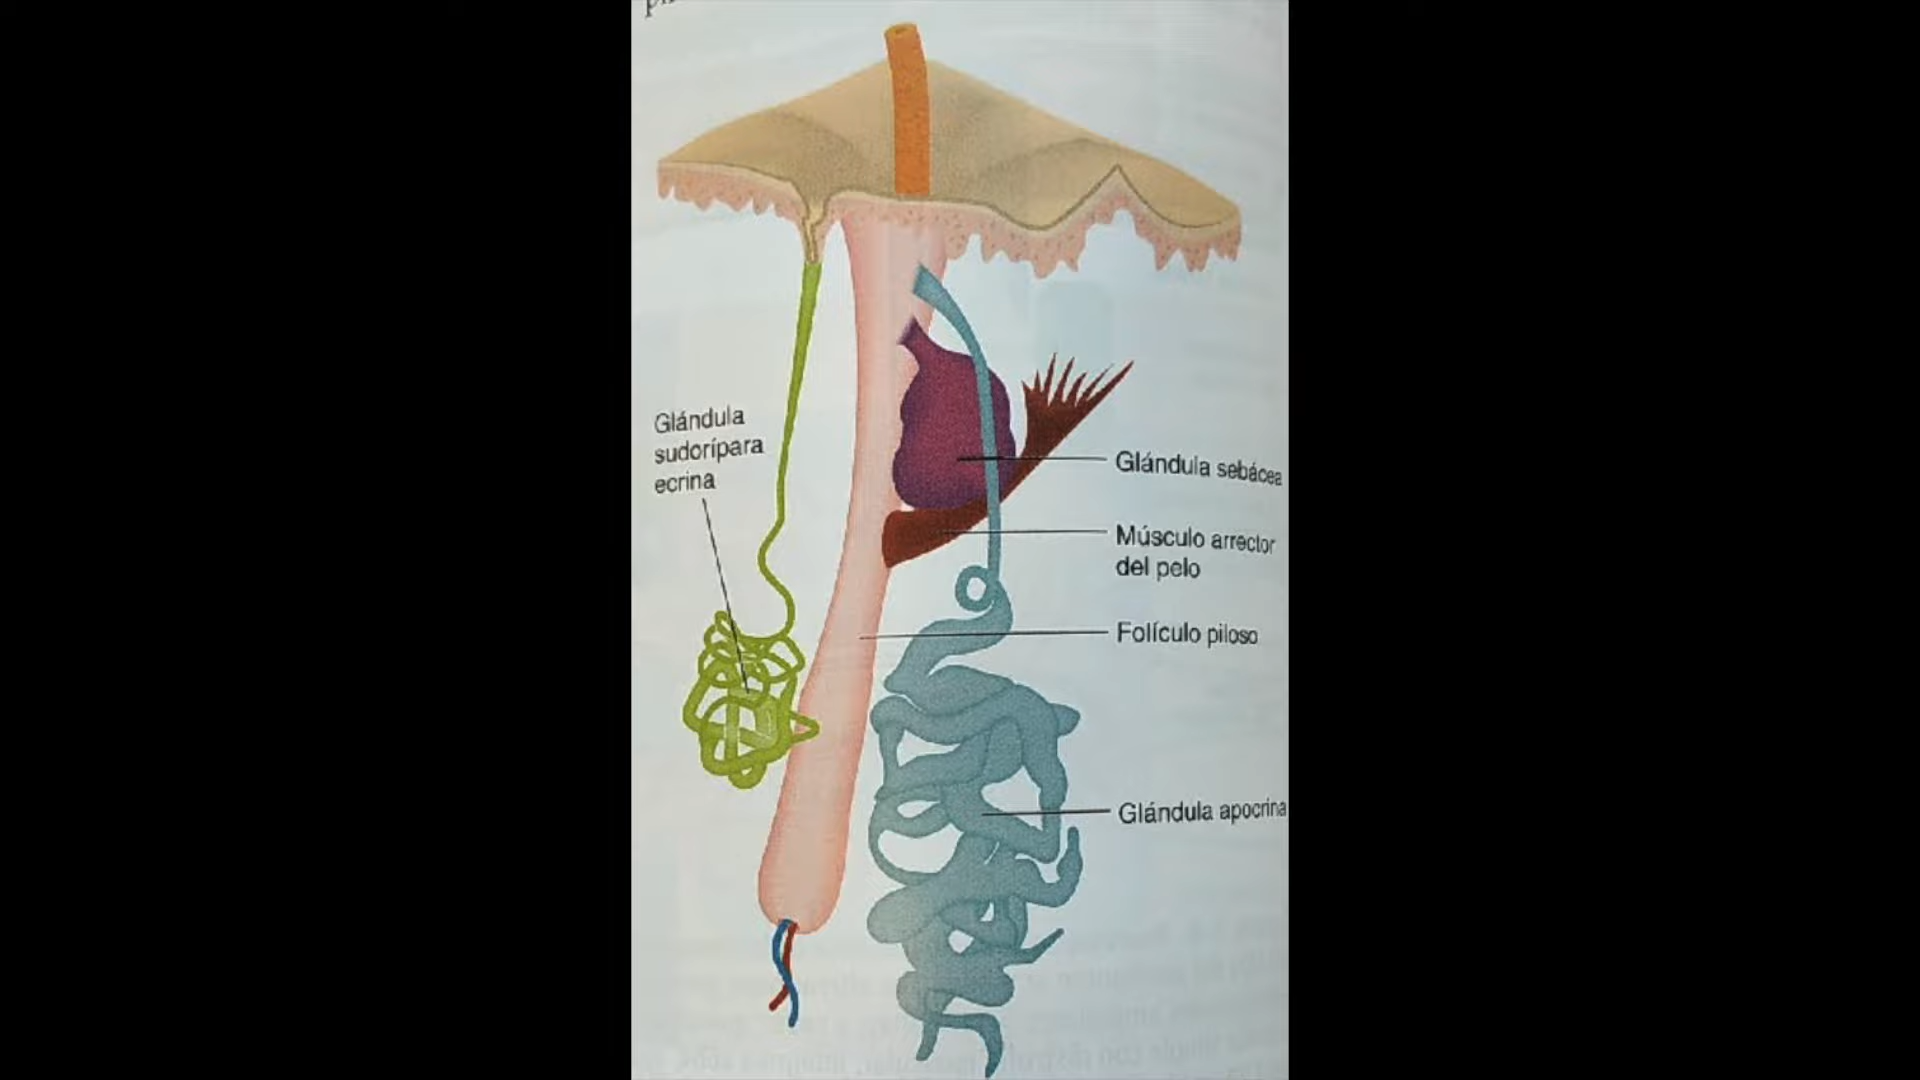 Glándula
sudorípara
ecrina
Glándula sebácea
Músculo arrector
del pelo
Folículo piloso
Glándula apocrina